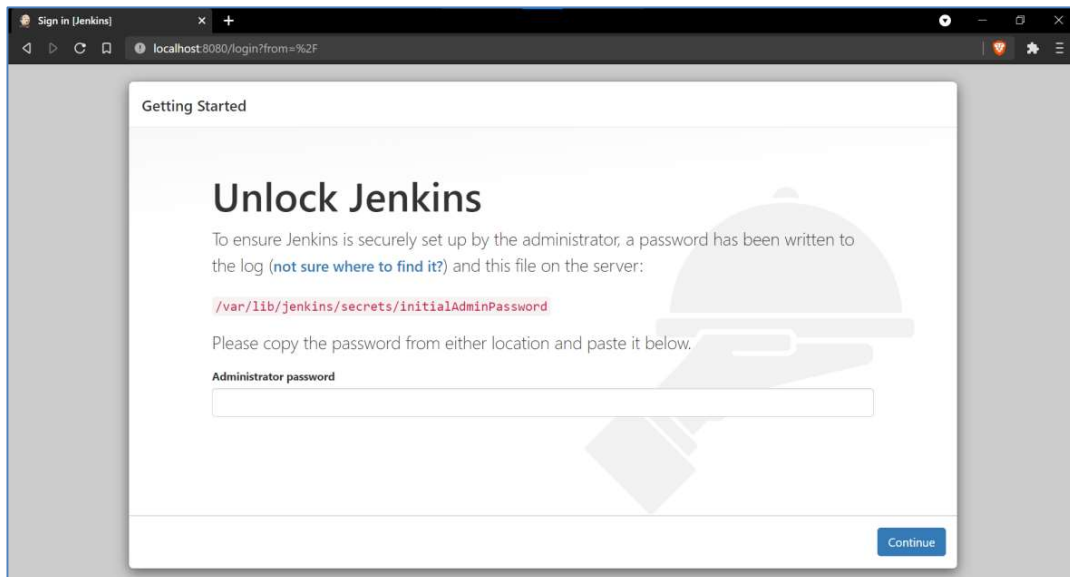 Sign in [Jenkins]
localhost:8080/login?from=%2F
Getting Started
Unlock Jenkins
To ensure Jenkins is securely set up by the administrator, a password has been written to
the log (not sure where to find it?) and this file on the server:
/var/lib/jenkins/secrets/initialAdminPassword
Please copy the password from either location and paste it below.
Administrator password
Continue